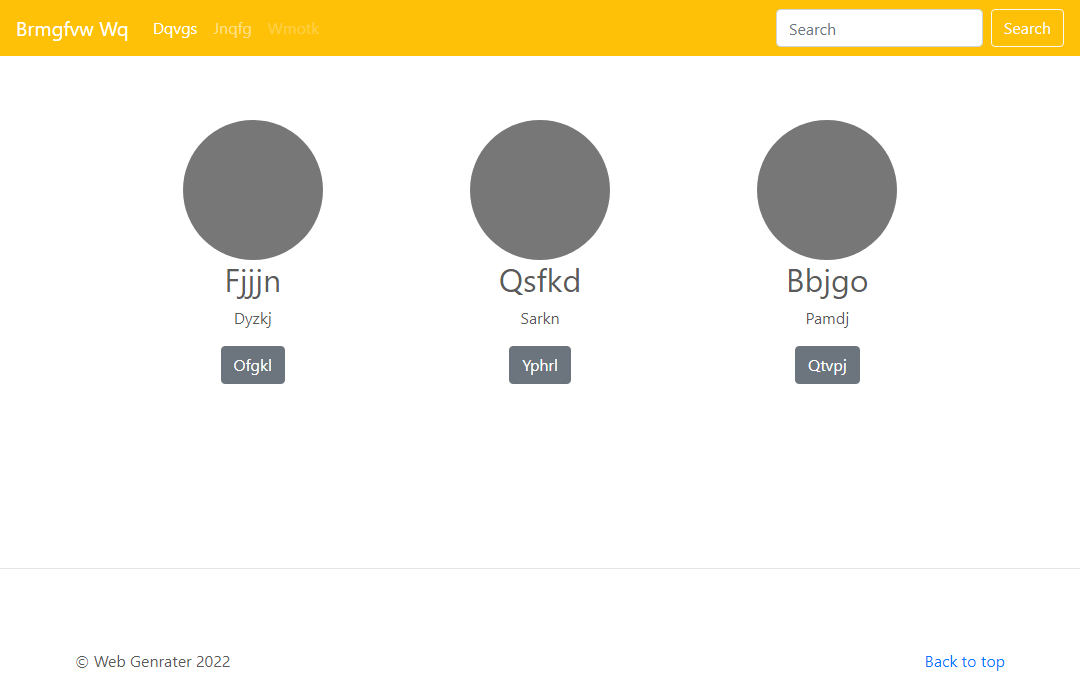 Brmgfvw Wq Dqvgs Jnqfg Wmotk Search Search
Fjjjn Qsfkd Bbjgo
Dyzkj Sarkn Pamdj
Ofgkl Yphrl Qtvpj
© Web Genrater 2022 Back to top